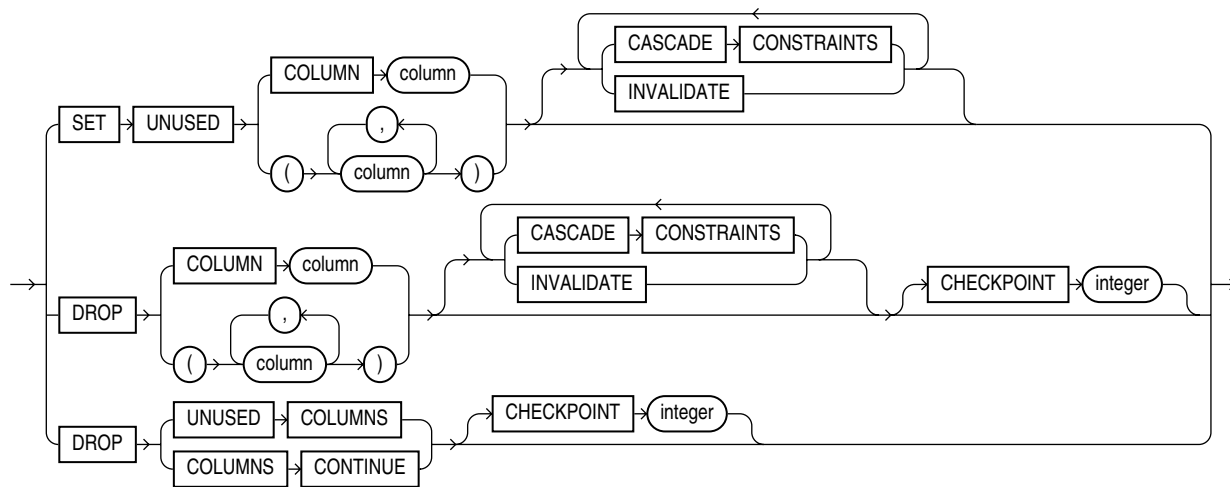 CASCADE CONSTRAINTS
INVALIDATE
SET UNUSED
COLUMN column
,
( column )
CASCADE CONSTRAINTS
INVALIDATE
DROP
COLUMN column
,
( column )
CHECKPOINT integer
DROP
UNUSED COLUMNS
COLUMNS CONTINUE
CHECKPOINT integer